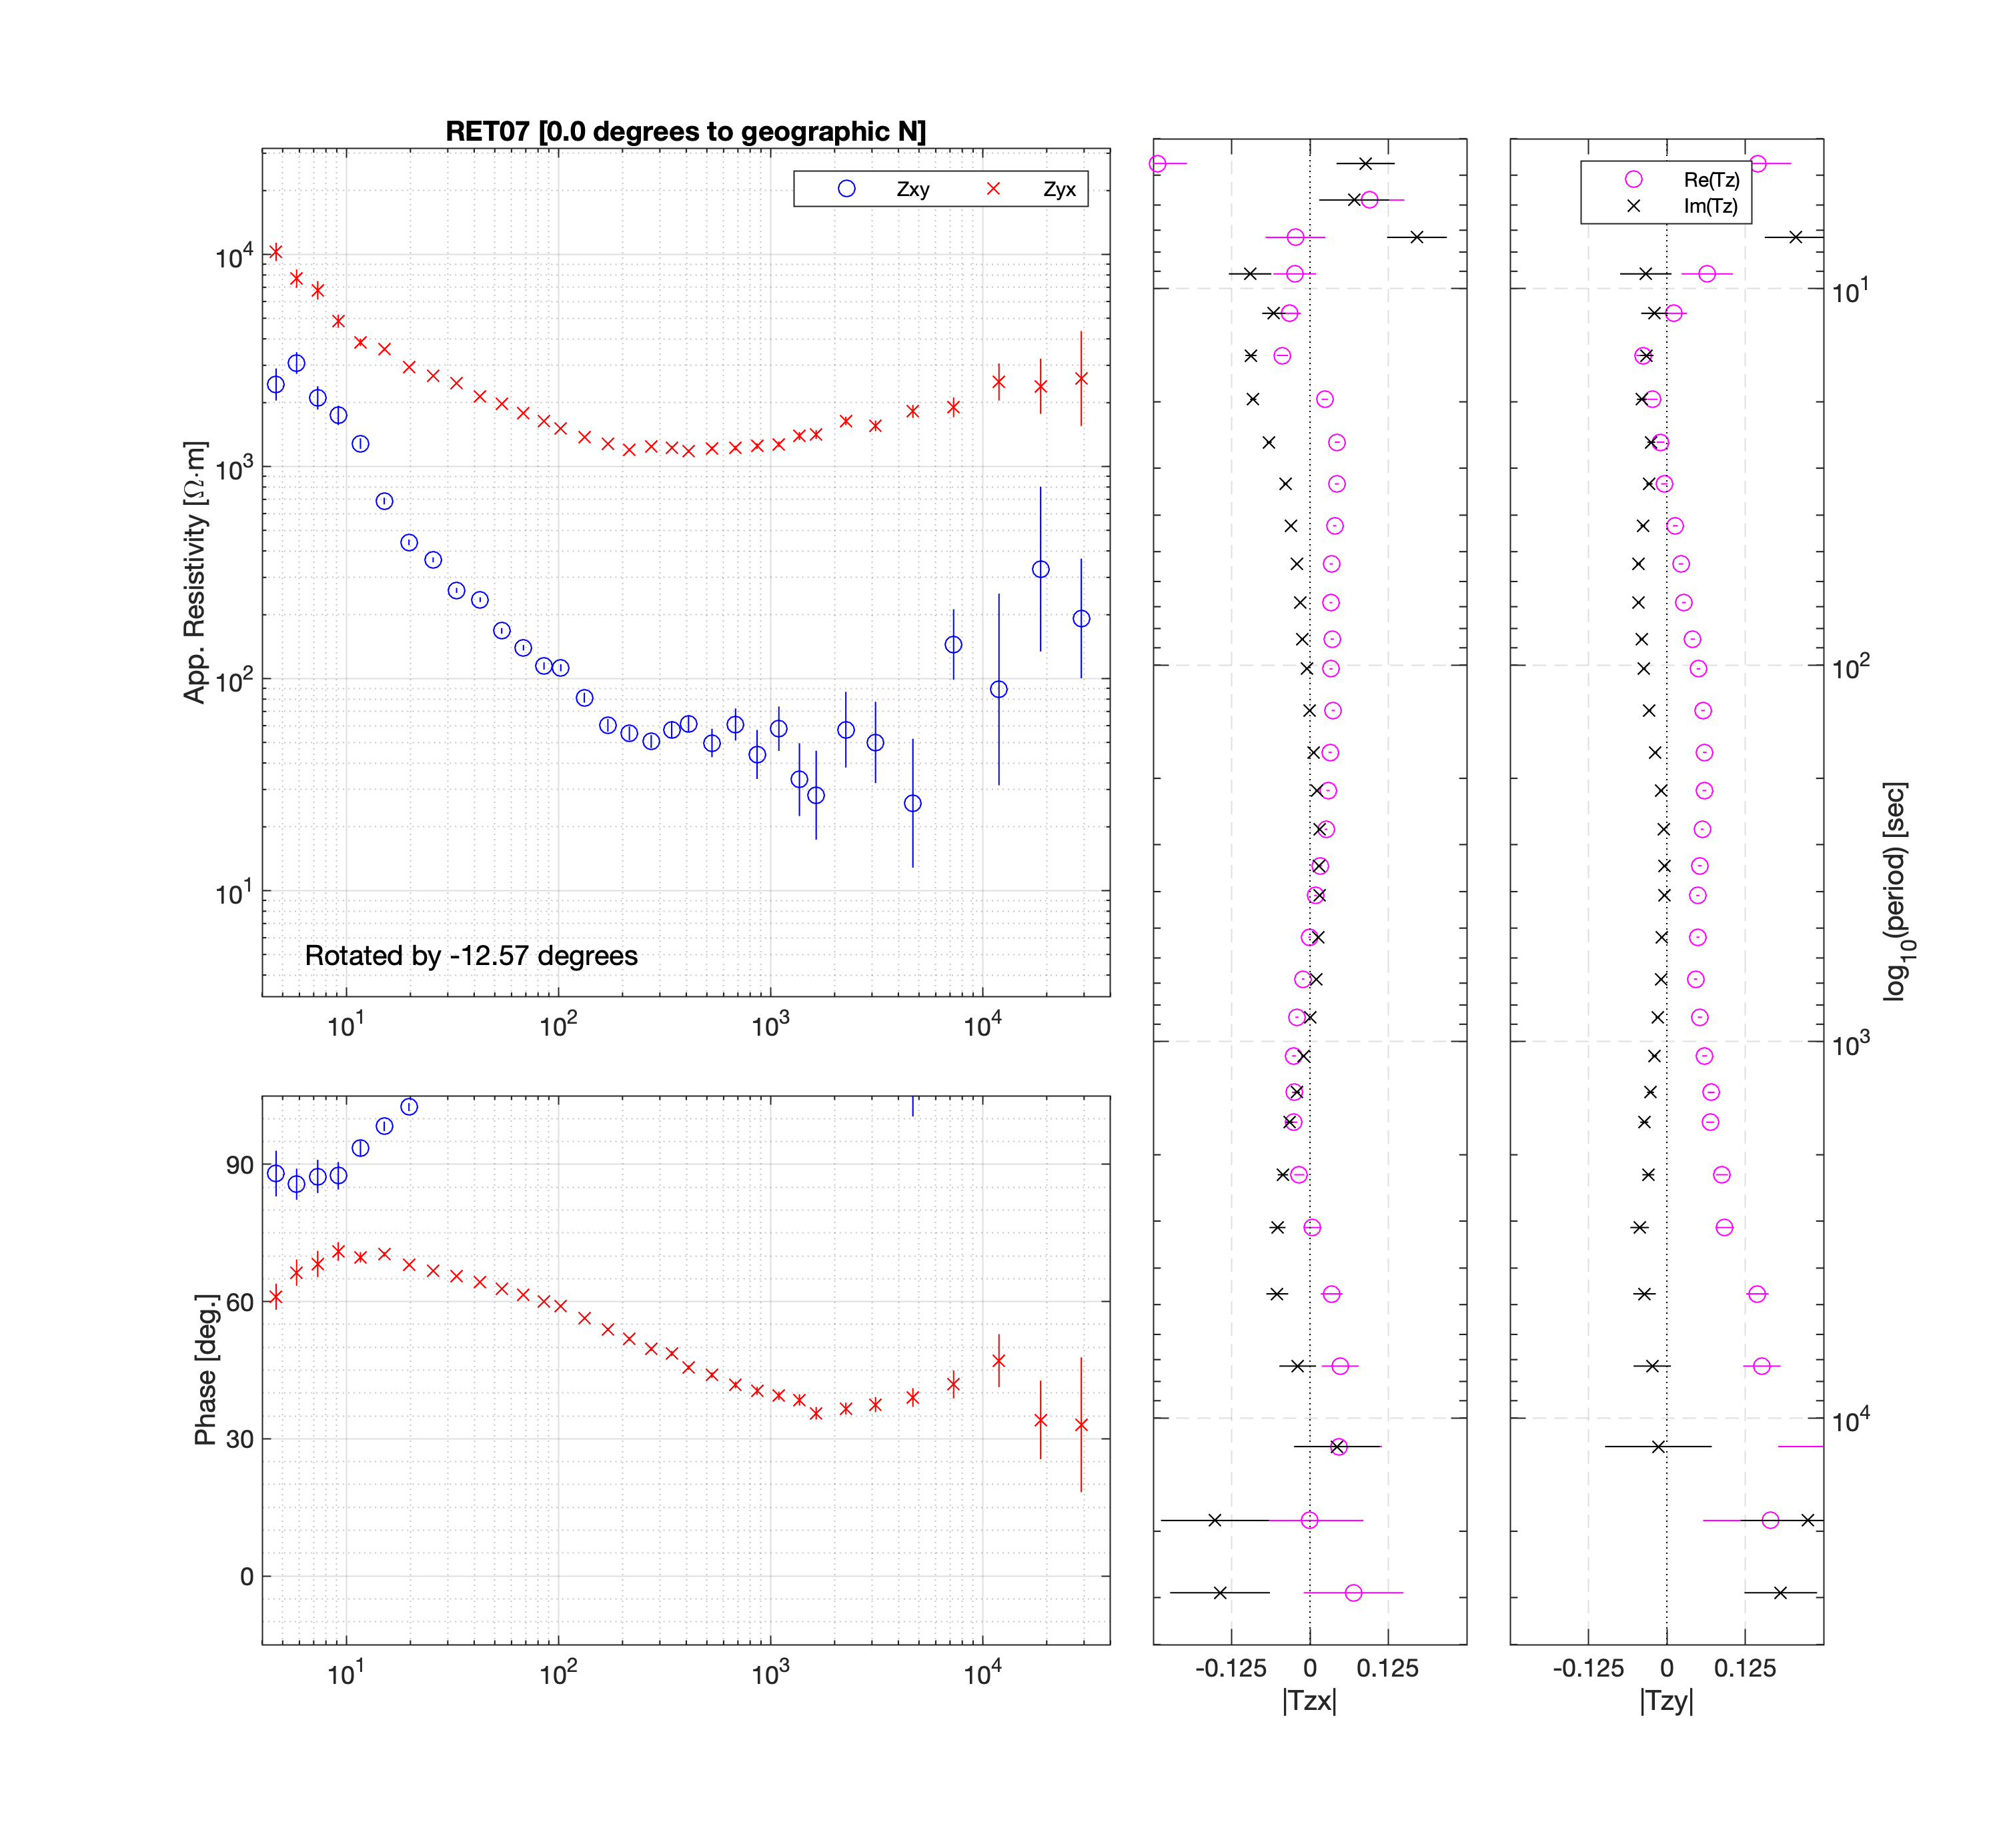 RET07 [0.0 degrees to geographic N]
Zxy Zyx
10^4
10^3
10^2
10^1
App. Resistivity [Ω·m]
Rotated by -12.57 degrees
10^1 10^2 10^3 10^4
90
60
30
0
Phase [deg.]
10^1 10^2 10^3 10^4
-0.125 0 0.125
|Tzx|
Re(Tz)
Im(Tz)
-0.125 0 0.125
|Tzy|
10^1
10^2
10^3
10^4
log_10(period) [sec]